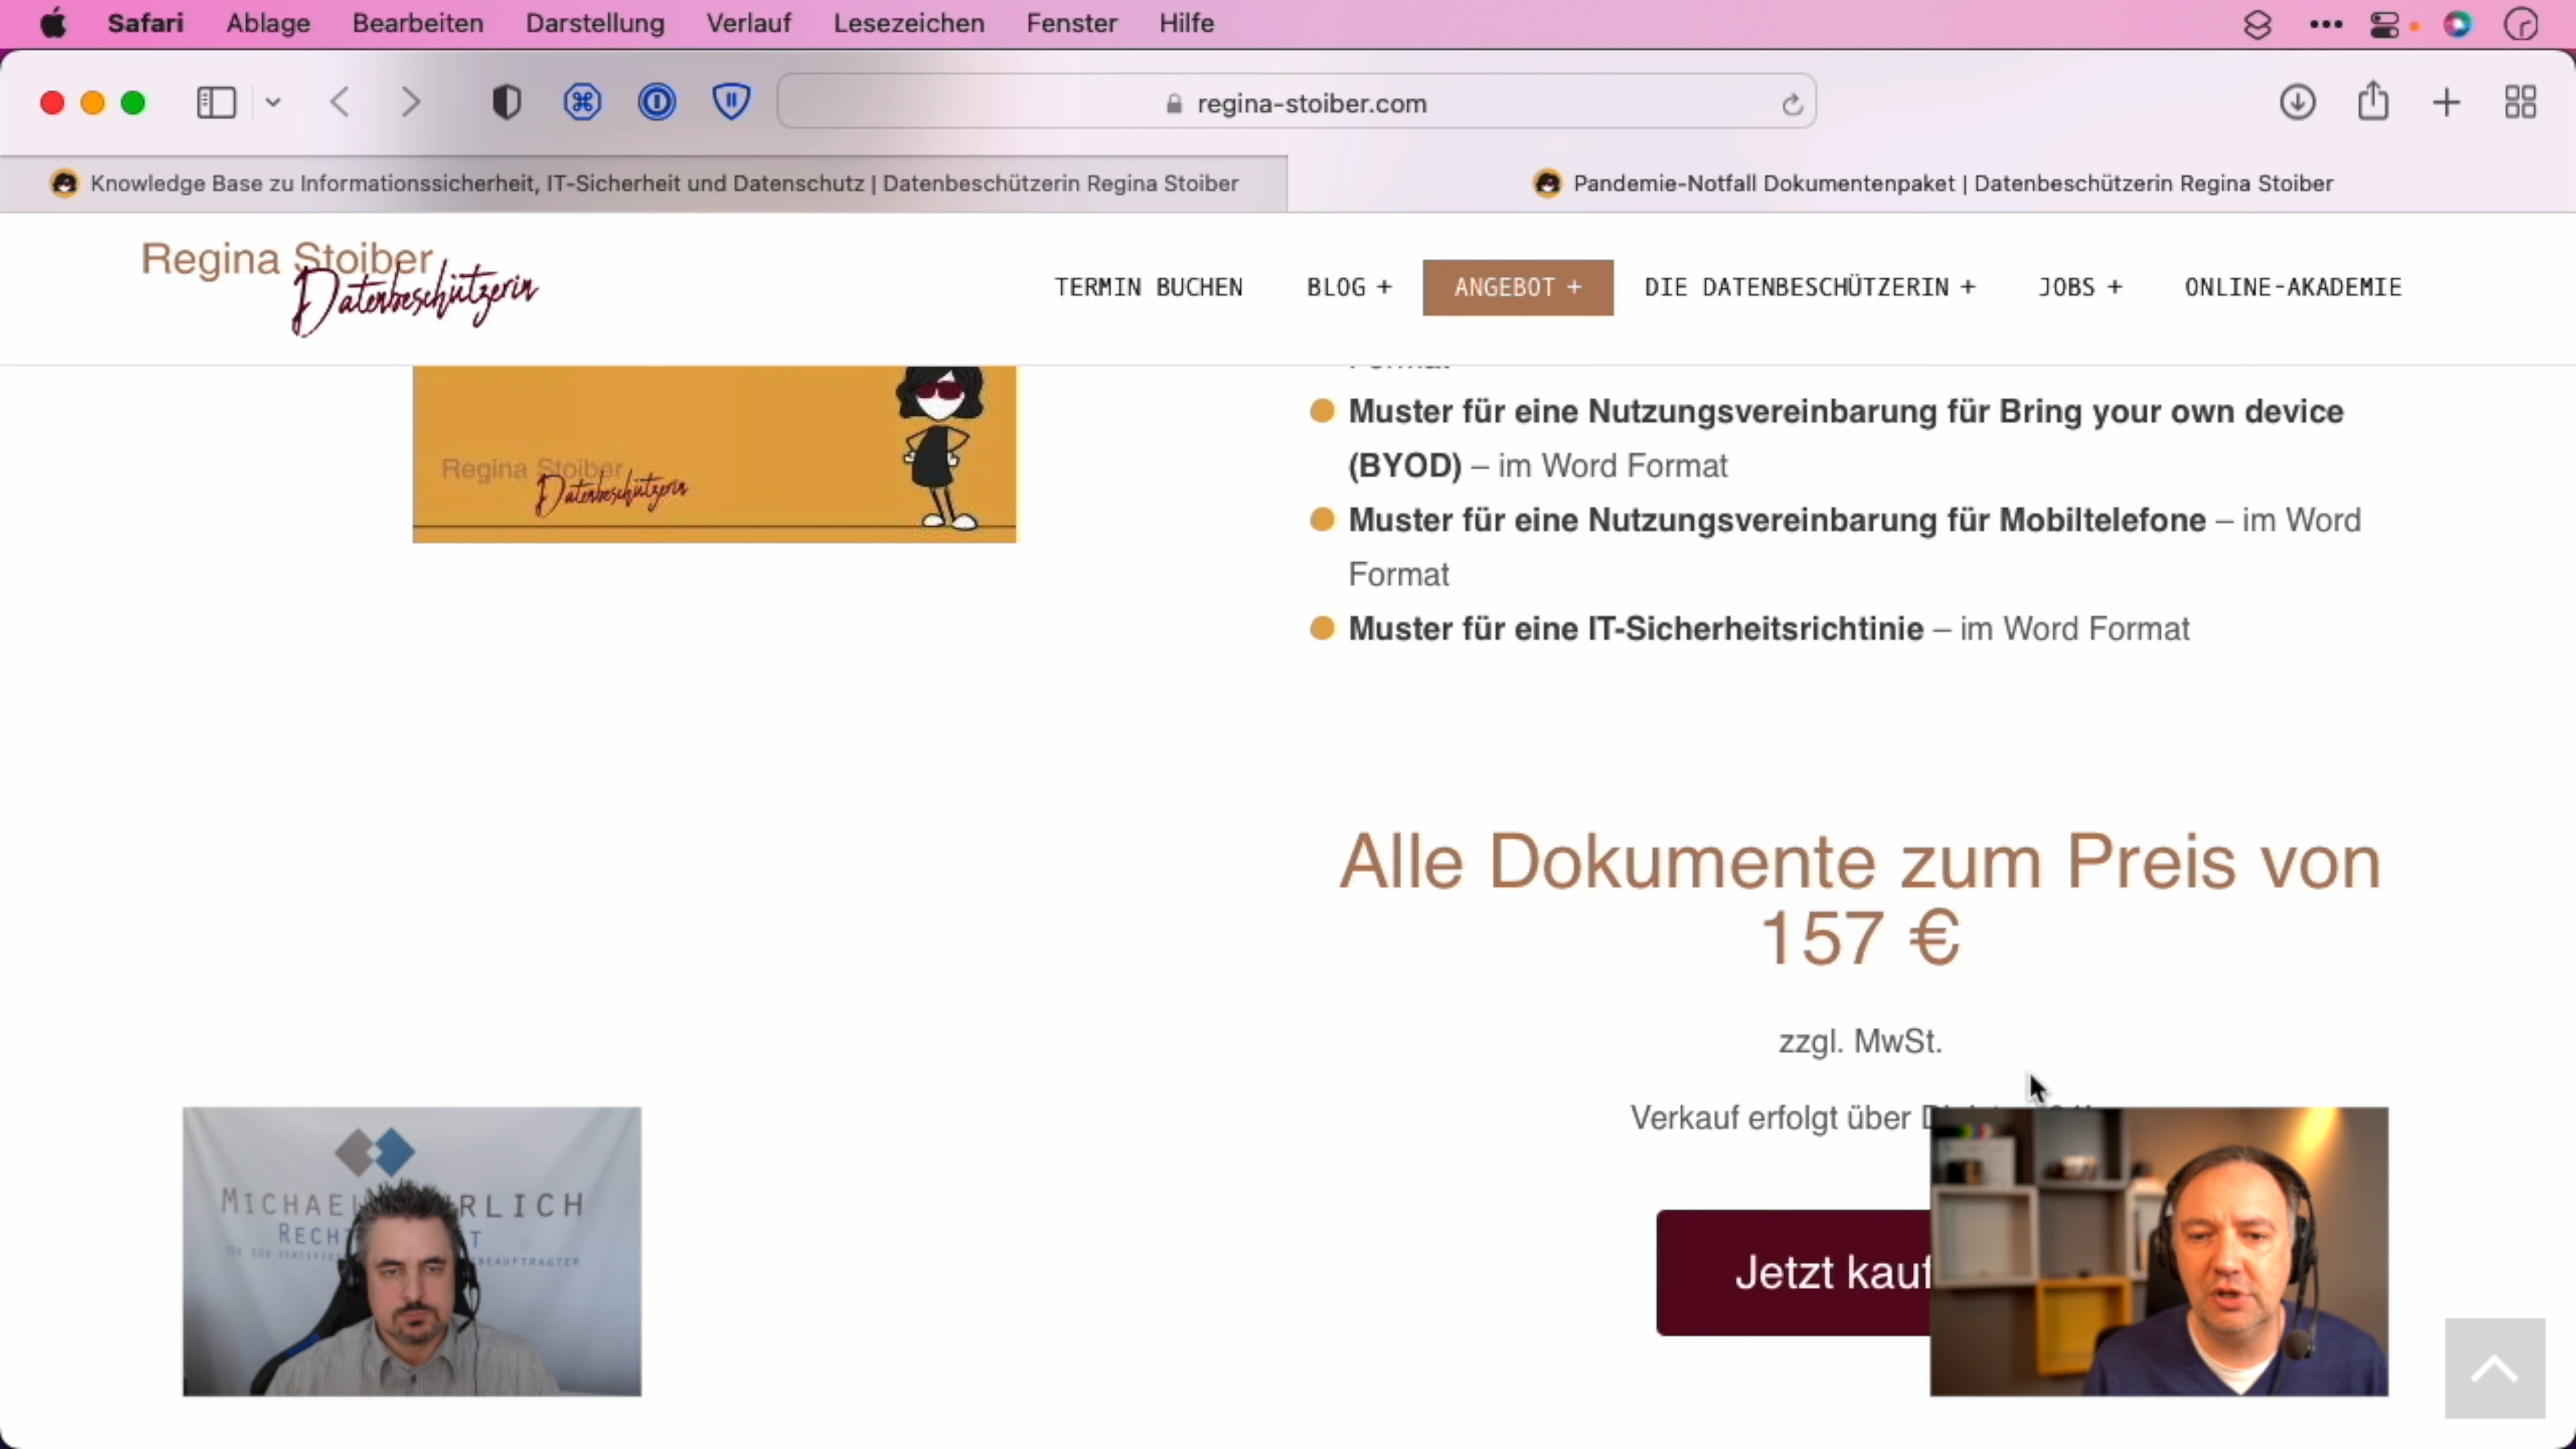 Safari Ablage Bearbeiten Darstellung Verlauf Lesezeichen Fenster Hilfe
regina-stoiber.com
Knowledge Base zu Informationssicherheit, IT-Sicherheit und Datenschutz | Datenbeschützerin Regina Stoiber
Pandemie-Notfall Dokumentenpaket | Datenbeschützerin Regina Stoiber
Regina Stoiber
Datenbeschützerin
TERMIN BUCHEN BLOG + ANGEBOT + DIE DATENBESCHÜTZERIN + JOBS + ONLINE-AKADEMIE
Regina Stoiber
Datenbeschützerin
Muster für eine Nutzungsvereinbarung für Bring your own device
(BYOD) – im Word Format
Muster für eine Nutzungsvereinbarung für Mobiltelefone – im Word
Format
Muster für eine IT-Sicherheitsrichtinie – im Word Format
Alle Dokumente zum Preis von
157 €
zzgl. MwSt.
Verkauf erfolgt über
Jetzt kauf
MICHAEL RLICH